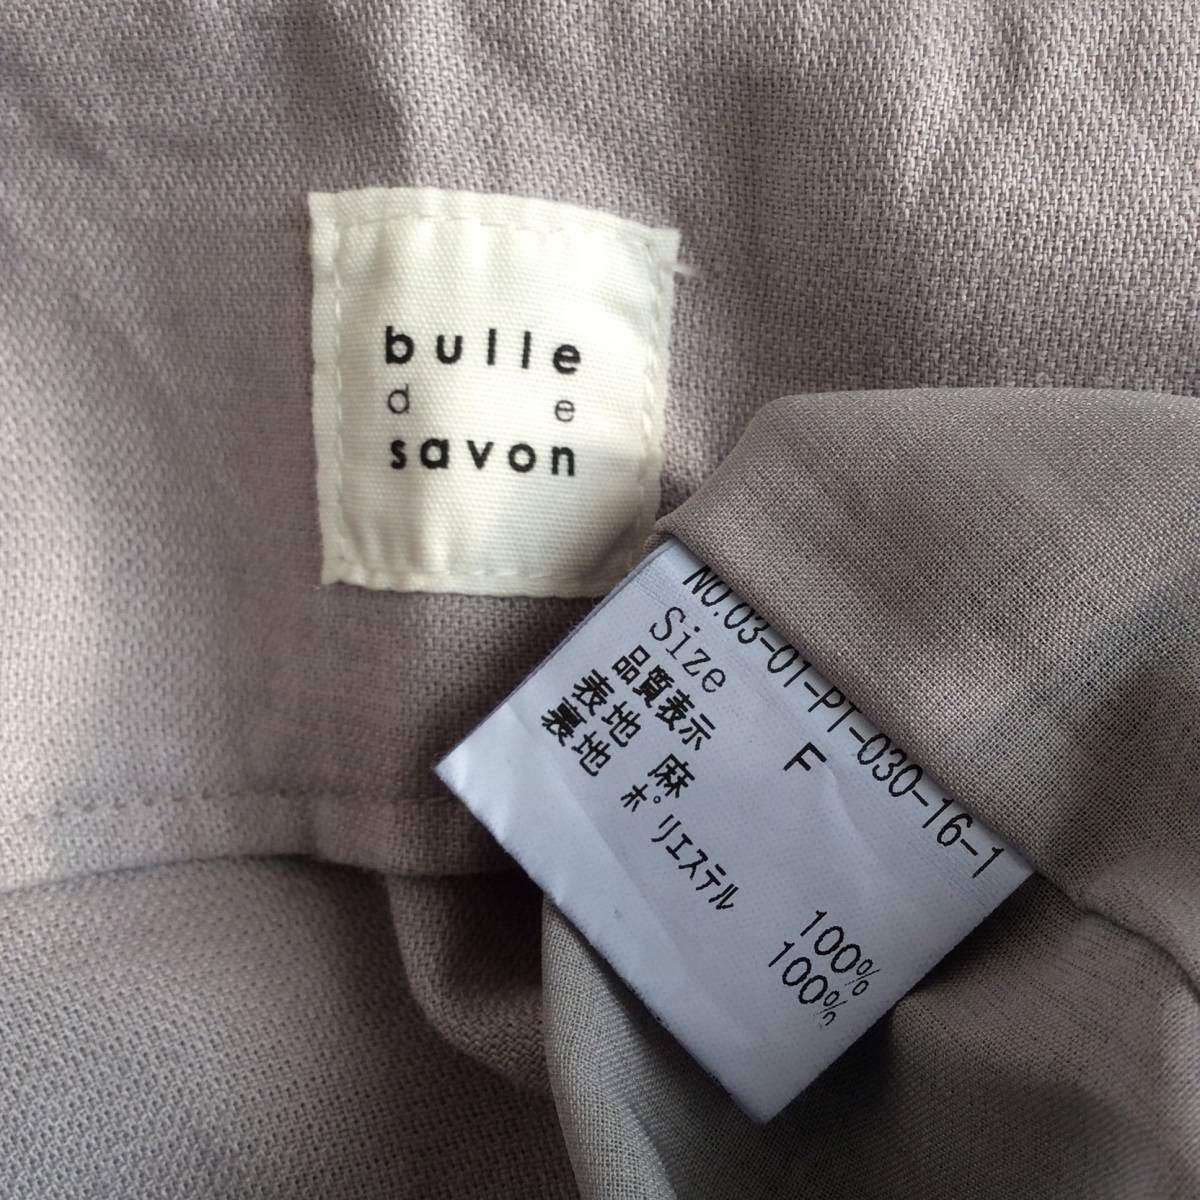 bulle
de
savon
NO.03-01-PT-030-16-1
Size F
品質表示
表地 麻 100%
裏地 ポリエステル 100%